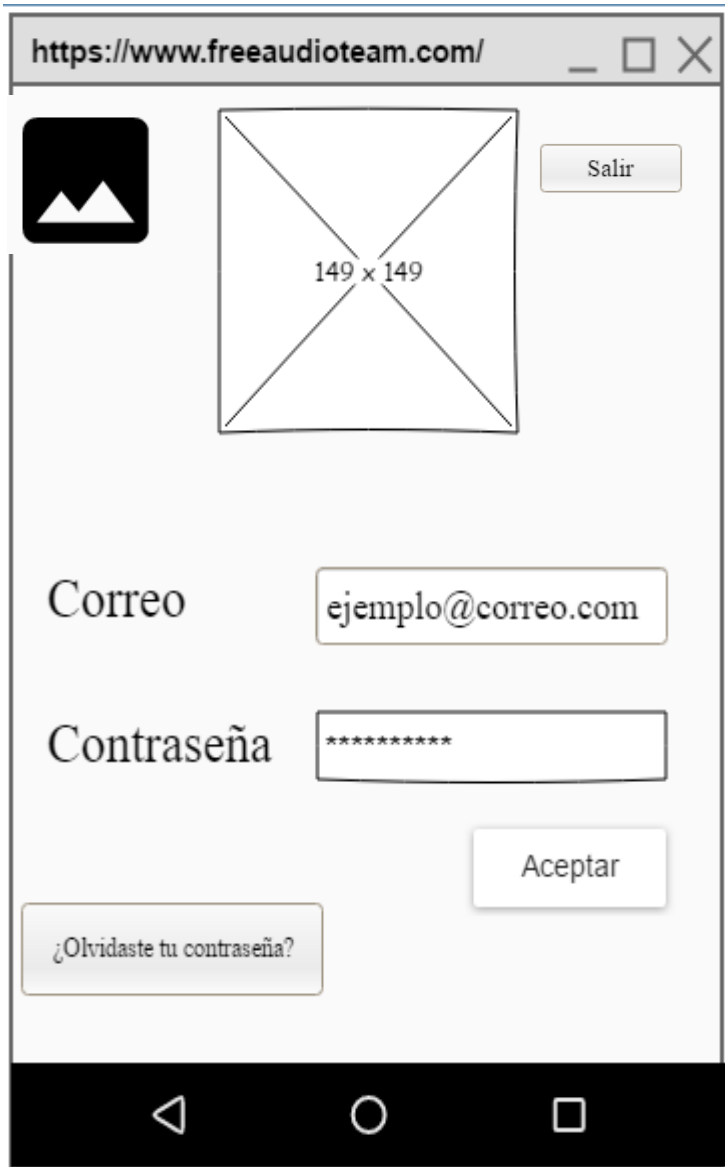 https://www.freeaudioteam.com/
Salir
149 x 149
Correo
ejemplo@correo.com
Contraseña
**********
Aceptar
¿Olvidaste tu contraseña?